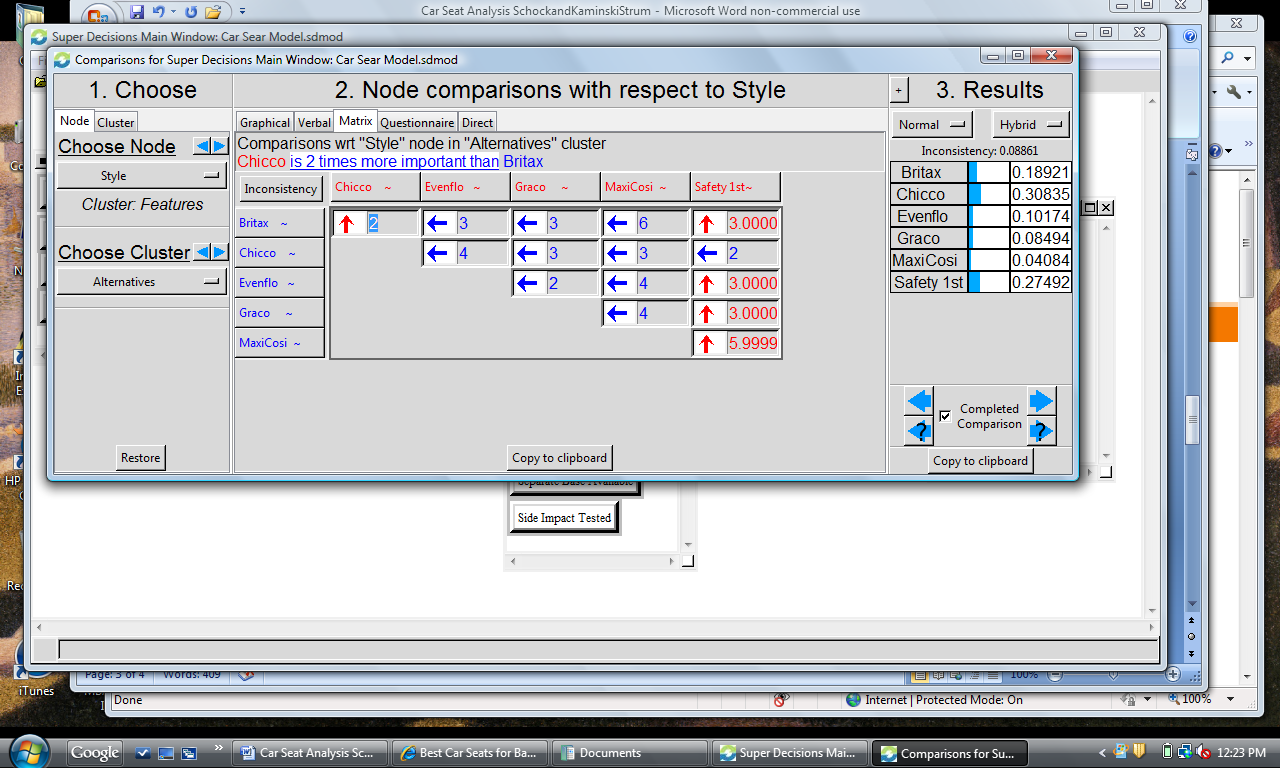 Car Seat Analysis SchockandKaminskiStrum - Microsoft Word non-commercial use
Super Decisions Main Window: Car Sear Model.sdmod
Comparisons for Super Decisions Main Window: Car Sear Model.sdmod
1. Choose
Node Cluster
Choose Node
Style
Cluster: Features
Choose Cluster
Alternatives
Restore
2. Node comparisons with respect to Style
Graphical Verbal Matrix Questionnaire Direct
Comparisons wrt "Style" node in "Alternatives" cluster
Chicco is 2 times more important than Britax
Inconsistency Chicco ~ Evenflo ~ Graco ~ MaxiCosi ~ Safety 1st~
Britax ~ 2 3 3 6 3.0000
Chicco ~ 4 3 3 2
Evenflo ~ 2 4 3.0000
Graco ~ 4 3.0000
MaxiCosi ~ 5.9999
Copy to clipboard
+ 3. Results
Normal Hybrid
Inconsistency: 0.08861
Britax 0.18921
Chicco 0.30835
Evenflo 0.10174
Graco 0.08494
MaxiCosi 0.04084
Safety 1st 0.27492
Completed
Comparison
? ?
Copy to clipboard
Separate Base Available
Side Impact Tested
Page: 3 of 4 Words: 409 100%
Done Internet | Protected Mode: On 100%
HP
iTunes
Google » Car Seat Analysis Sc... Best Car Seats for Ba... Documents Super Decisions Mai... Comparisons for Su... < 12:23 PM